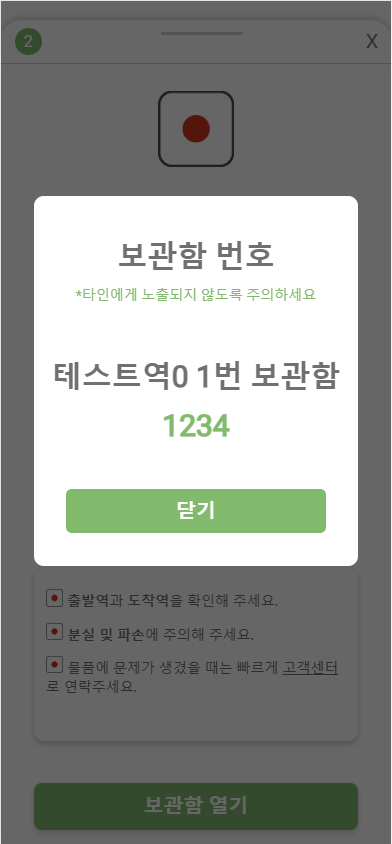 2
X
보관함 번호
*타인에게 노출되지 않도록 주의하세요
테스트역0 1번 보관함
1234
닫기
출발역과 도착역을 확인해 주세요.
분실 및 파손에 주의해 주세요.
물품에 문제가 생겼을 때는 빠르게 고객센터
로 연락주세요.
보관함 열기